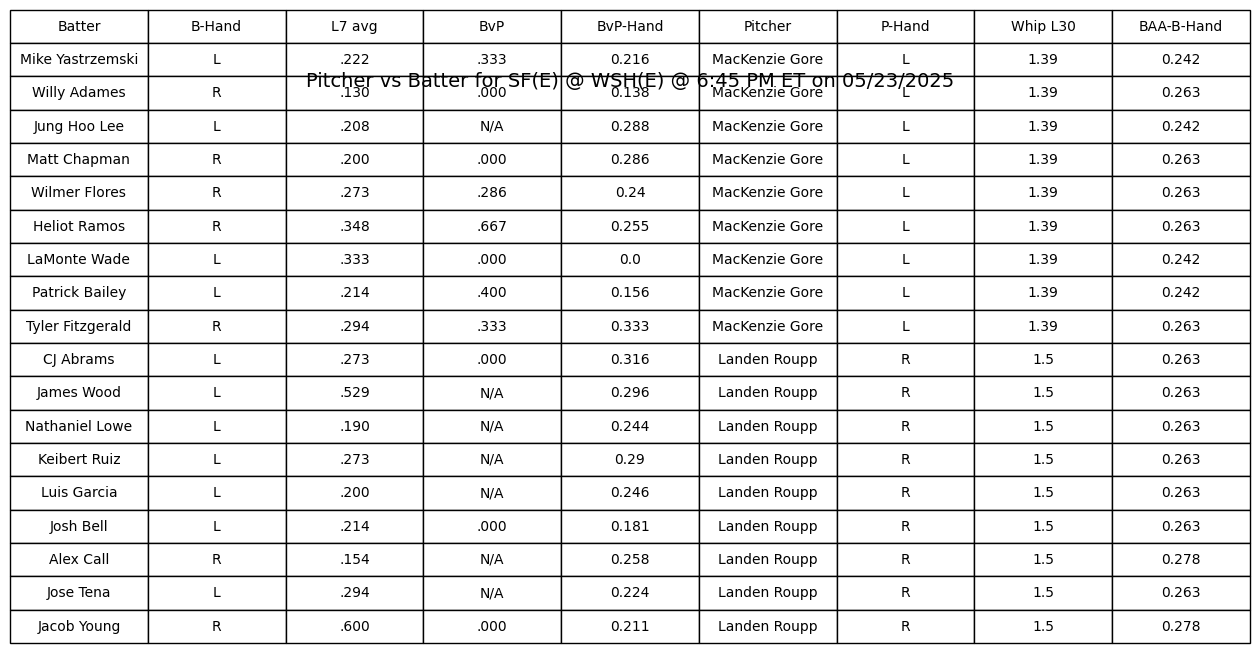 Batter B-Hand L7 avg BvP BvP-Hand Pitcher P-Hand Whip L30 BAA-B-Hand
Mike Yastrzemski L .222 .333 0.216 MacKenzie Gore L 1.39 0.242
Pitcher vs Batter for SF(E) @ WSH(E) @ 6:45 PM ET on 05/23/2025
Willy Adames R .130 .000 0.138 MacKenzie Gore L 1.39 0.263
Jung Hoo Lee L .208 N/A 0.288 MacKenzie Gore L 1.39 0.242
Matt Chapman R .200 .000 0.286 MacKenzie Gore L 1.39 0.263
Wilmer Flores R .273 .286 0.24 MacKenzie Gore L 1.39 0.263
Heliot Ramos R .348 .667 0.255 MacKenzie Gore L 1.39 0.263
LaMonte Wade L .333 .000 0.0 MacKenzie Gore L 1.39 0.242
Patrick Bailey L .214 .400 0.156 MacKenzie Gore L 1.39 0.242
Tyler Fitzgerald R .294 .333 0.333 MacKenzie Gore L 1.39 0.263
CJ Abrams L .273 .000 0.316 Landen Roupp R 1.5 0.263
James Wood L .529 N/A 0.296 Landen Roupp R 1.5 0.263
Nathaniel Lowe L .190 N/A 0.244 Landen Roupp R 1.5 0.263
Keibert Ruiz L .273 N/A 0.29 Landen Roupp R 1.5 0.263
Luis Garcia L .200 N/A 0.246 Landen Roupp R 1.5 0.263
Josh Bell L .214 .000 0.181 Landen Roupp R 1.5 0.263
Alex Call R .154 N/A 0.258 Landen Roupp R 1.5 0.278
Jose Tena L .294 N/A 0.224 Landen Roupp R 1.5 0.263
Jacob Young R .600 .000 0.211 Landen Roupp R 1.5 0.278